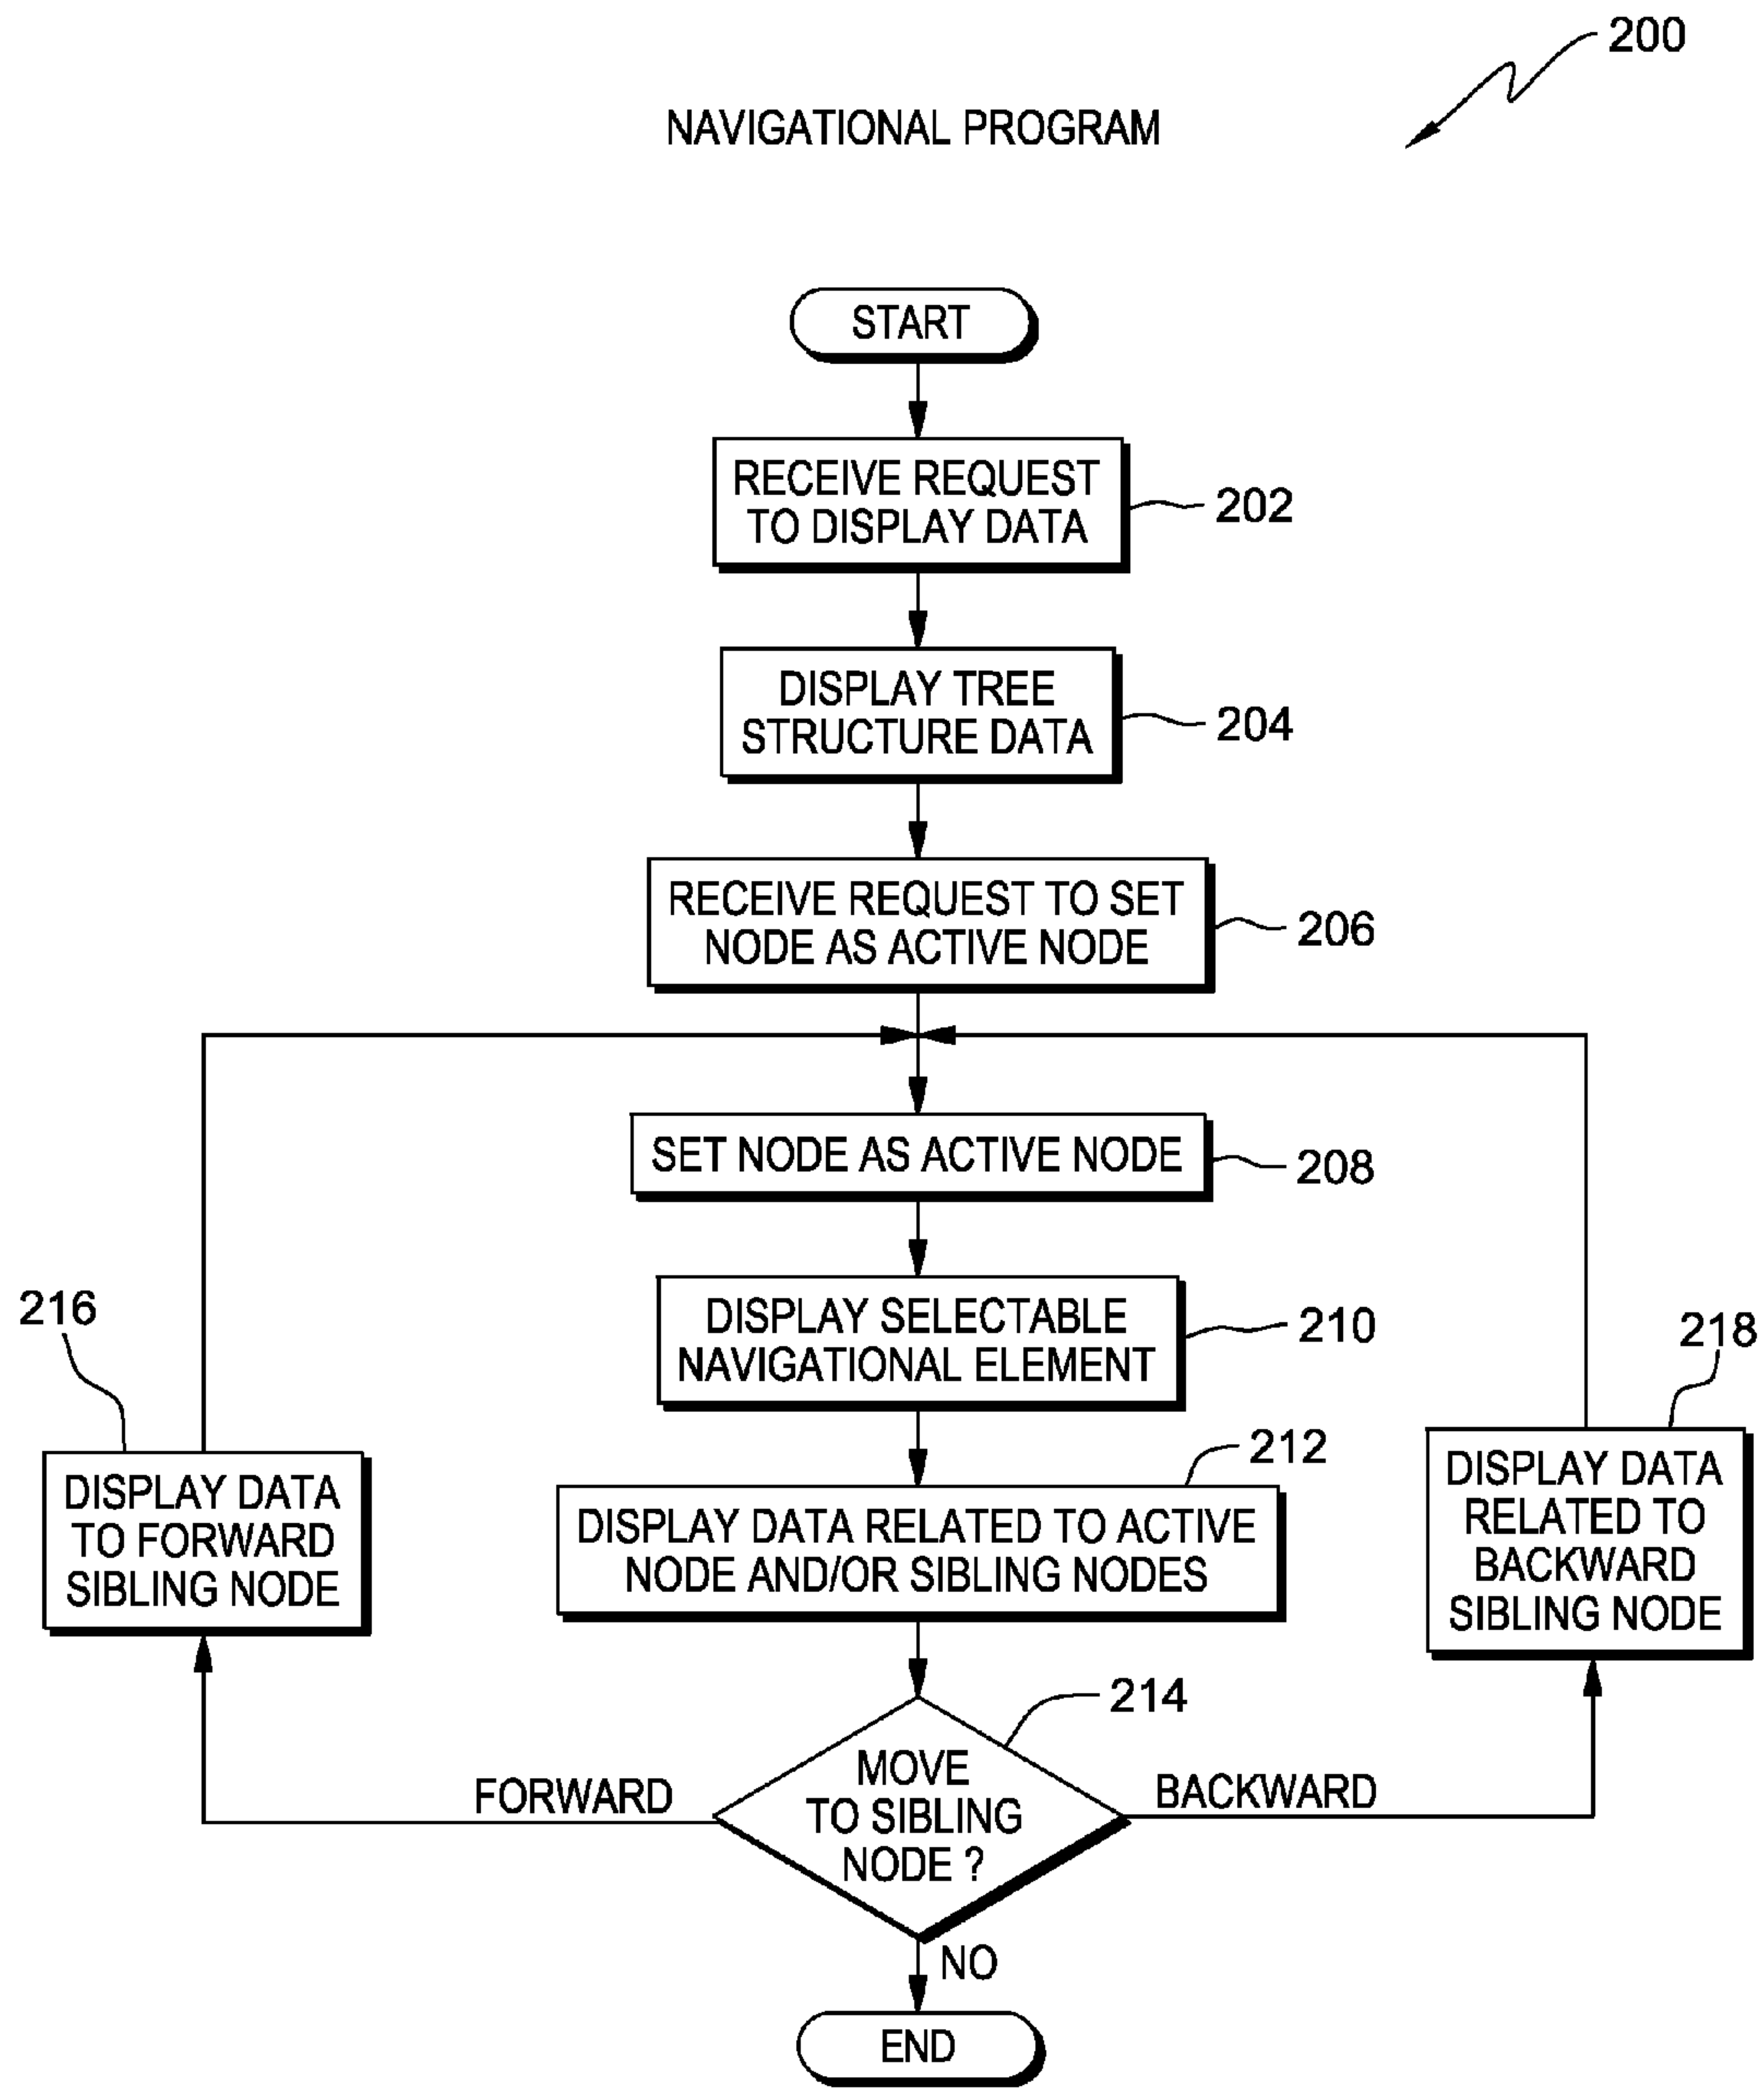 200
NAVIGATIONAL PROGRAM
START
RECEIVE REQUEST
TO DISPLAY DATA
202
DISPLAY TREE
STRUCTURE DATA
204
RECEIVE REQUEST TO SET
NODE AS ACTIVE NODE
206
SET NODE AS ACTIVE NODE
208
DISPLAY SELECTABLE
NAVIGATIONAL ELEMENT
210
212
DISPLAY DATA RELATED TO ACTIVE
NODE AND/OR SIBLING NODES
214
MOVE
TO SIBLING
NODE ?
FORWARD
216
DISPLAY DATA
TO FORWARD
SIBLING NODE
BACKWARD
218
DISPLAY DATA
RELATED TO
BACKWARD
SIBLING NODE
NO
END